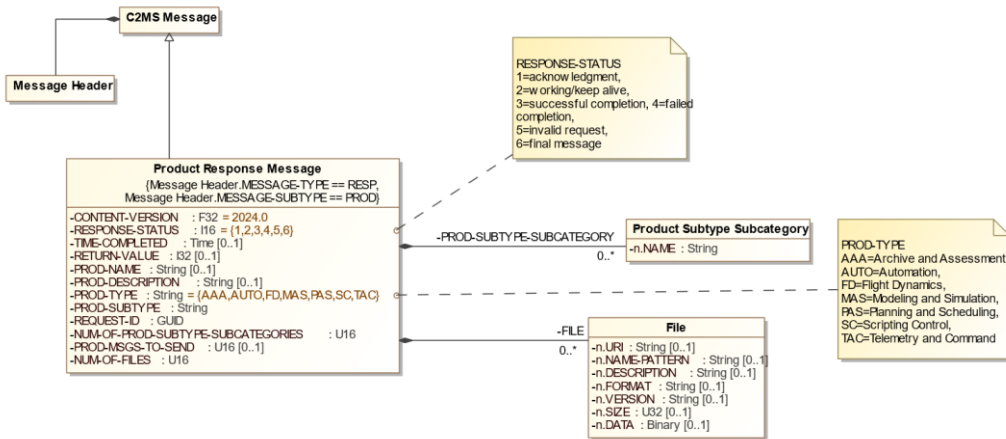 C2MS Message
Message Header
RESPONSE-STATUS
1=acknowledgment,
2=working/keep alive,
3=successful completion, 4=failed
completion,
5=invalid request,
6=final message
Product Response Message
{Message Header.MESSAGE-TYPE == RESP,
Message Header.MESSAGE-SUBTYPE == PROD}
-CONTENT-VERSION : F32 = 2024.0
-RESPONSE-STATUS : I16 = {1,2,3,4,5,6}
-TIME-COMPLETED : Time [0..1]
-RETURN-VALUE : I32 [0..1]
-PROD-NAME : String [0..1]
-PROD-DESCRIPTION : String [0..1]
-PROD-TYPE : String = {AAA,AUTO,FD,MAS,PAS,SC,TAC}
-PROD-SUBTYPE : String
-REQUEST-ID : GUID
-NUM-OF-PROD-SUBTYPE-SUBCATEGORIES : U16
-PROD-MSGS-TO-SEND : U16 [0..1]
-NUM-OF-FILES : U16
-PROD-SUBTYPE-SUBCATEGORY
0..*
Product Subtype Subcategory
-n.NAME : String
PROD-TYPE
AAA=Archive and Assessment
AUTO=Automation,
FD=Flight Dynamics,
MAS=Modeling and Simulation,
PAS=Planning and Scheduling,
SC=Scripting Control,
TAC=Telemetry and Command
-FILE
0..*
File
-n.URI : String [0..1]
-n.NAME-PATTERN : String [0..1]
-n.DESCRIPTION : String [0..1]
-n.FORMAT : String [0..1]
-n.VERSION : String [0..1]
-n.SIZE : U32 [0..1]
-n.DATA : Binary [0..1]